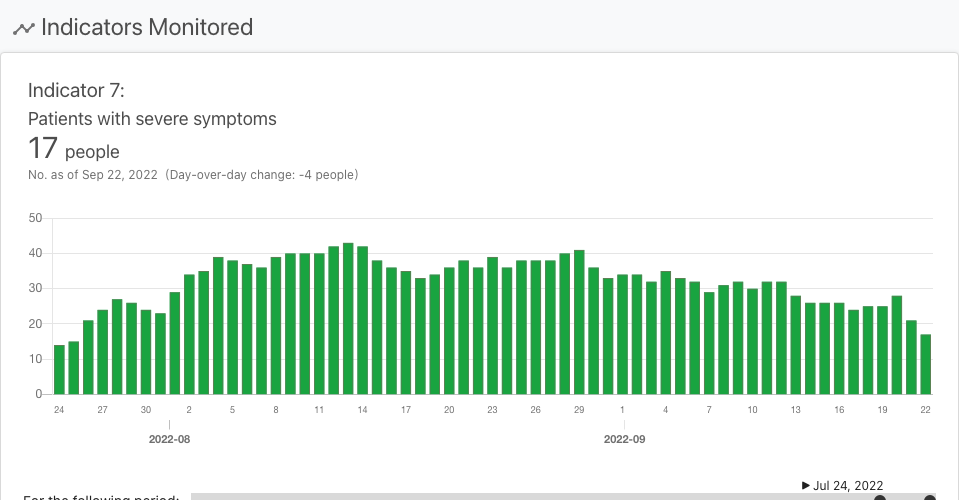 Indicators Monitored
Indicator 7:
Patients with severe symptoms
17 people
No. as of Sep 22, 2022 (Day-over-day change: -4 people)
50
40
30
20
10
0
24 27 30 2 5 8 11 14 17 20 23 26 29 1 4 7 10 13 16 19 22
2022-08 2022-09
▶ Jul 24, 2022
For the following period: